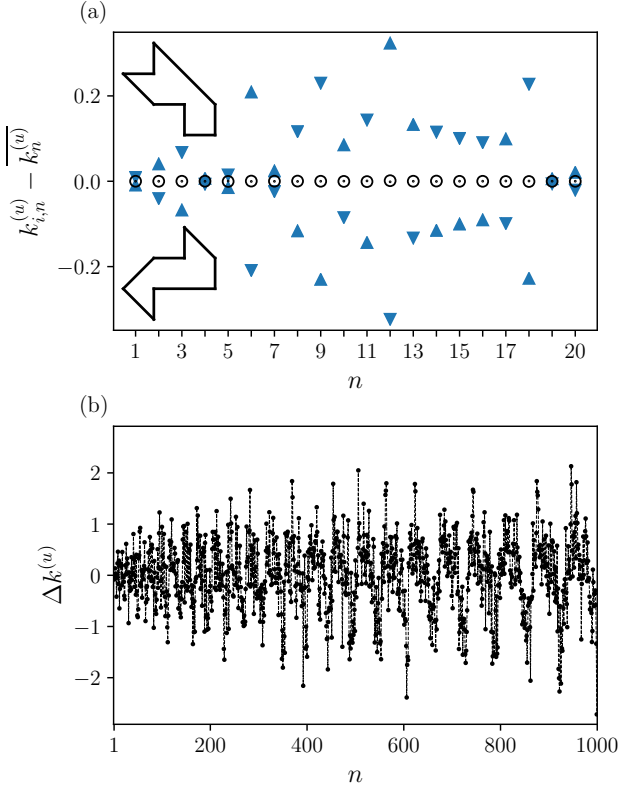 (a)
k_{i,n}^{(u)} − \overline{k_n^{(u)}}
0.2
0.0
−0.2
1 3 5 7 9 11 13 15 17 20
n
(b)
Δk^{(u)}
2
1
0
−1
−2
1 200 400 600 800 1000
n